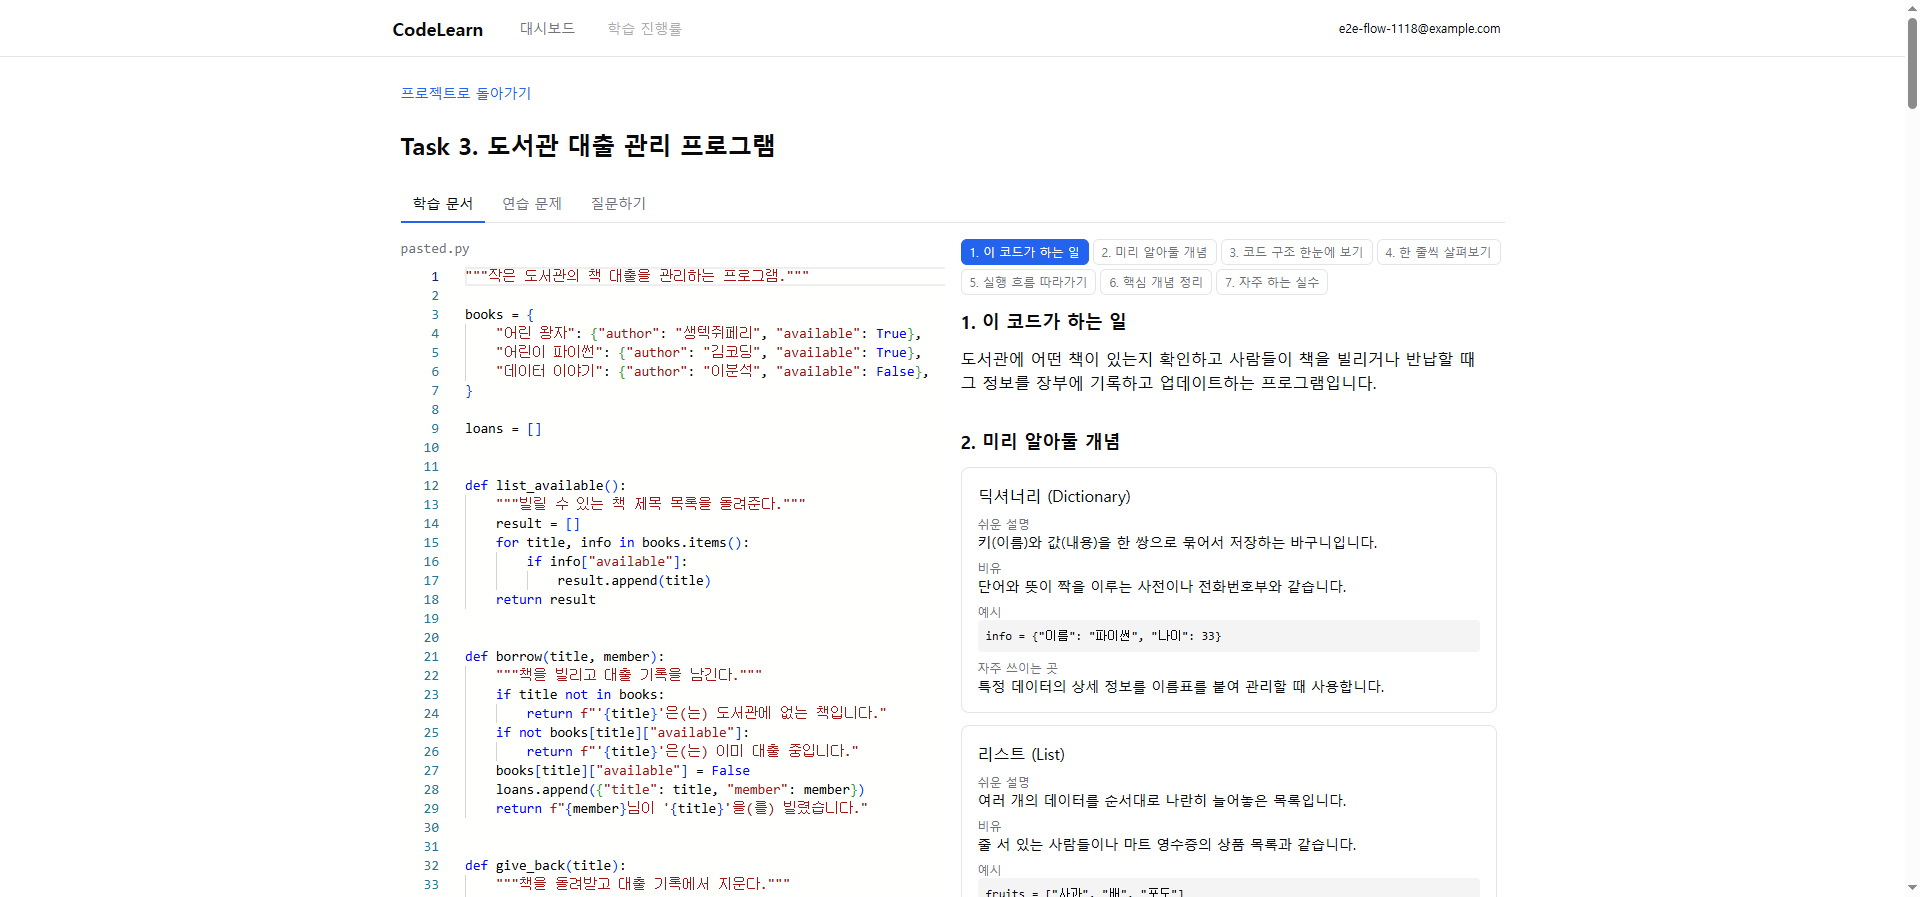 CodeLearn 대시보드 학습 진행률 e2e-flow-1118@example.com
프로젝트로 돌아가기
Task 3. 도서관 대출 관리 프로그램
학습 문서 연습 문제 질문하기
pasted.py
1 """작은 도서관의 책 대출을 관리하는 프로그램."""
2
3 books = {
4     "어린 왕자": {"author": "생텍쥐페리", "available": True},
5     "어린이 파이썬": {"author": "김코딩", "available": True},
6     "데이터 이야기": {"author": "이분석", "available": False},
7 }
8
9 loans = []
10
11
12 def list_available():
13     """빌릴 수 있는 책 제목 목록을 돌려준다."""
14     result = []
15     for title, info in books.items():
16         if info["available"]:
17             result.append(title)
18     return result
19
20
21 def borrow(title, member):
22     """책을 빌리고 대출 기록을 남긴다."""
23     if title not in books:
24         return f"'{title}'은(는) 도서관에 없는 책입니다."
25     if not books[title]["available"]:
26         return f"'{title}'은(는) 이미 대출 중입니다."
27     books[title]["available"] = False
28     loans.append({"title": title, "member": member})
29     return f"{member}님이 '{title}'을(를) 빌렸습니다."
30
31
32 def give_back(title):
33     """책을 돌려받고 대출 기록에서 지운다."""
1. 이 코드가 하는 일 2. 미리 알아둘 개념 3. 코드 구조 한눈에 보기 4. 한 줄씩 살펴보기
5. 실행 흐름 따라가기 6. 핵심 개념 정리 7. 자주 하는 실수
1. 이 코드가 하는 일
도서관에 어떤 책이 있는지 확인하고 사람들이 책을 빌리거나 반납할 때
그 정보를 장부에 기록하고 업데이트하는 프로그램입니다.
2. 미리 알아둘 개념
딕셔너리 (Dictionary)
쉬운 설명
키(이름)와 값(내용)을 한 쌍으로 묶어서 저장하는 바구니입니다.
비유
단어와 뜻이 짝을 이루는 사전이나 전화번호부와 같습니다.
예시
info = {"이름": "파이썬", "나이": 33}
자주 쓰이는 곳
특정 데이터의 상세 정보를 이름표를 붙여 관리할 때 사용합니다.
리스트 (List)
쉬운 설명
여러 개의 데이터를 순서대로 나란히 늘어놓은 목록입니다.
비유
줄 서 있는 사람들이나 마트 영수증의 상품 목록과 같습니다.
예시
fruits = ["사과", "배", "포도"]